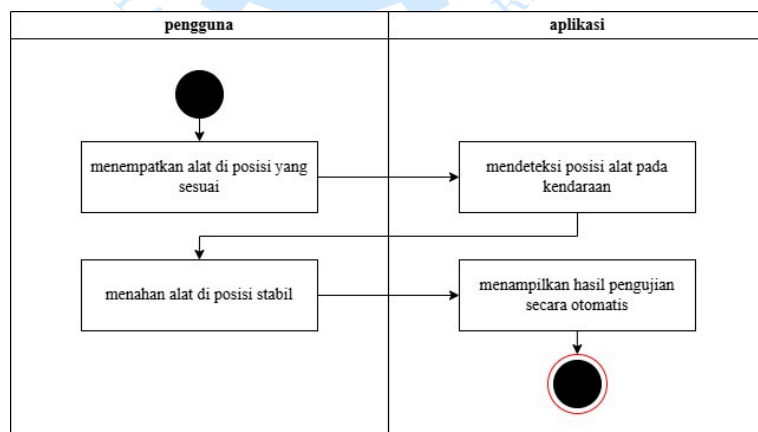 pengguna
aplikasi
menempatkan alat di posisi yang
sesuai
mendeteksi posisi alat pada
kendaraan
menahan alat di posisi stabil
menampilkan hasil pengujian
secara otomatis